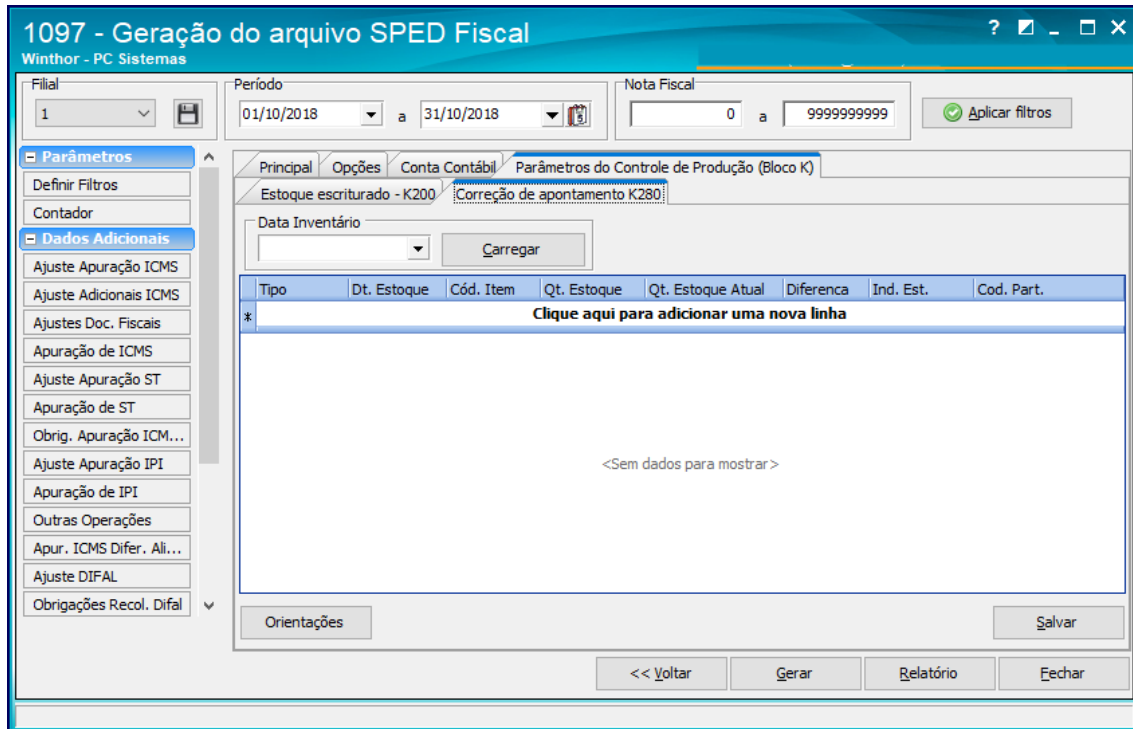 1097 - Geração do arquivo SPED Fiscal
Winthor - PC Sistemas
Filial
1
Período
01/10/2018 a 31/10/2018
Nota Fiscal
0 a 9999999999
Aplicar filtros
Parâmetros
Definir Filtros
Contador
Dados Adicionais
Ajuste Apuração ICMS
Ajuste Adicionais ICMS
Ajustes Doc. Fiscais
Apuração de ICMS
Ajuste Apuração ST
Apuração de ST
Obrig. Apuração ICM...
Ajuste Apuração IPI
Apuração de IPI
Outras Operações
Apur. ICMS Difer. Ali...
Ajuste DIFAL
Obrigações Recol. Difal
Principal Opções Conta Contábil Parâmetros do Controle de Produção (Bloco K)
Estoque escriturado - K200 Correção de apontamento K280
Data Inventário
Carregar
Tipo Dt. Estoque Cód. Item Qt. Estoque Qt. Estoque Atual Diferenca Ind. Est. Cod. Part.
* Clique aqui para adicionar uma nova linha
<Sem dados para mostrar>
Orientações Salvar
<< Voltar Gerar Relatório Fechar